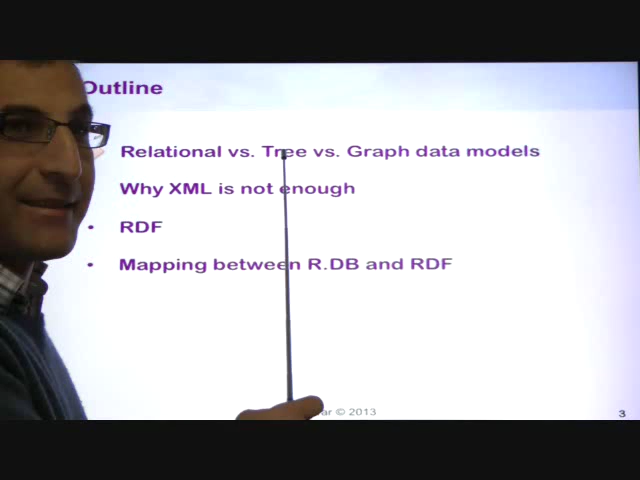 Outline
Relational vs. Tree vs. Graph data models
Why XML is not enough
• RDF
• Mapping between R.DB and RDF
© 2013
3